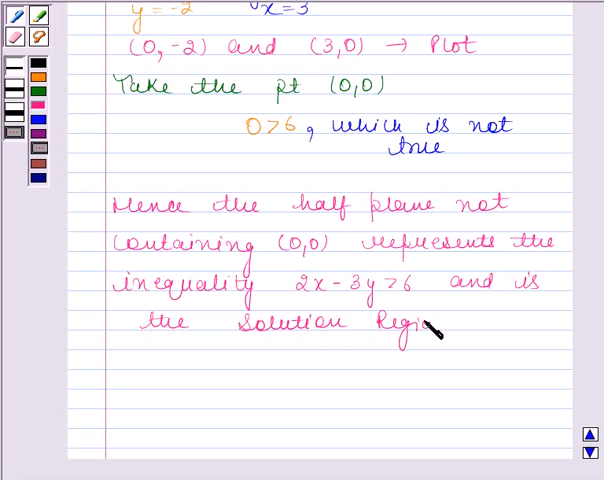 y = -2 x = 3
(0, -2) and (3,0) → Plot
Take the pt (0,0)
0 > 6 , which is not
true
Hence the half plane not
containing (0,0) represents the
inequality 2x - 3y > 6 and is
the solution Regi